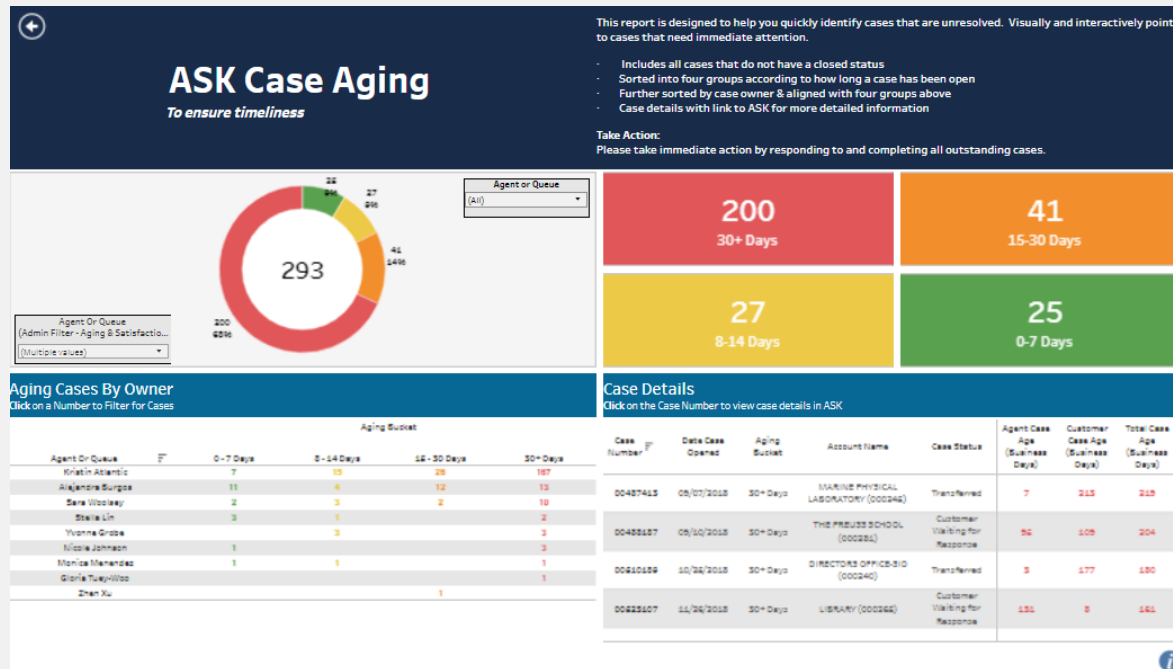 ASK Case Aging
To ensure timeliness
This report is designed to help you quickly identify cases that are unresolved. Visually and interactively point
to cases that need immediate attention.
· Includes all cases that do not have a closed status
· Sorted into four groups according to how long a case has been open
· Further sorted by case owner & aligned with four groups above
· Case details with link to ASK for more detailed information
Take Action:
Please take immediate action by responding to and completing all outstanding cases.
25
9%
27
9%
41
14%
200
68%
293
Agent or Queue
(All)
Agent Or Queue
(Admin Filter - Aging & Satisfactio...
(Multiple values)
200
30+ Days
41
15-30 Days
27
8-14 Days
25
0-7 Days
Aging Cases By Owner
Click on a Number to Filter for Cases
Aging Bucket
Agent Or Queue 0-7 Days 8-14 Days 15-30 Days 30+ Days
Kristin Atlantic 7 15 26 167
Alejandra Burgos 11 4 12 13
Sara Woolsey 2 3 2 10
Stella Lin 3 1 2
Yvonne Grobe 3 3
Nicole Johnson 1 3
Monica Menendez 1 1 1
Gloria Tuey-Woo 1
Zhen Xu 1
Case Details
Click on the Case Number to view case details in ASK
Case Number Date Case Opened Aging Bucket Account Name Case Status Agent Case Age (Business Days) Customer Case Age (Business Days) Total Case Age (Business Days)
30+ Days MARINE PHYSICAL LABORATORY Transferred 7
30+ Days THE PREUSS SCHOOL Customer Waiting for Response 204
30+ Days DIRECTORS OFFICE-SIO Transferred 3 177 180
30+ Days LIBRARY Customer Waiting for Response 161